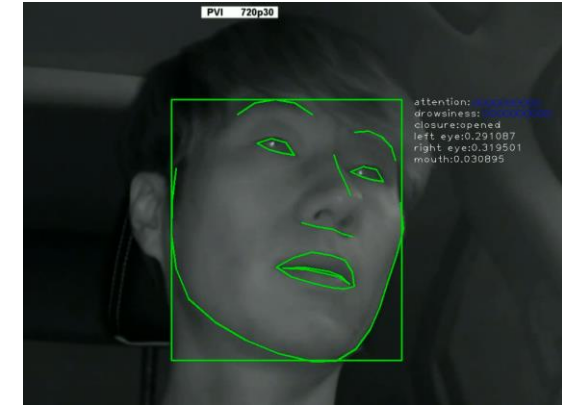 PVI 720p30
attention:
drowsiness:
closure:opened
left eye:0.291087
right eye:0.319501
mouth:0.030895